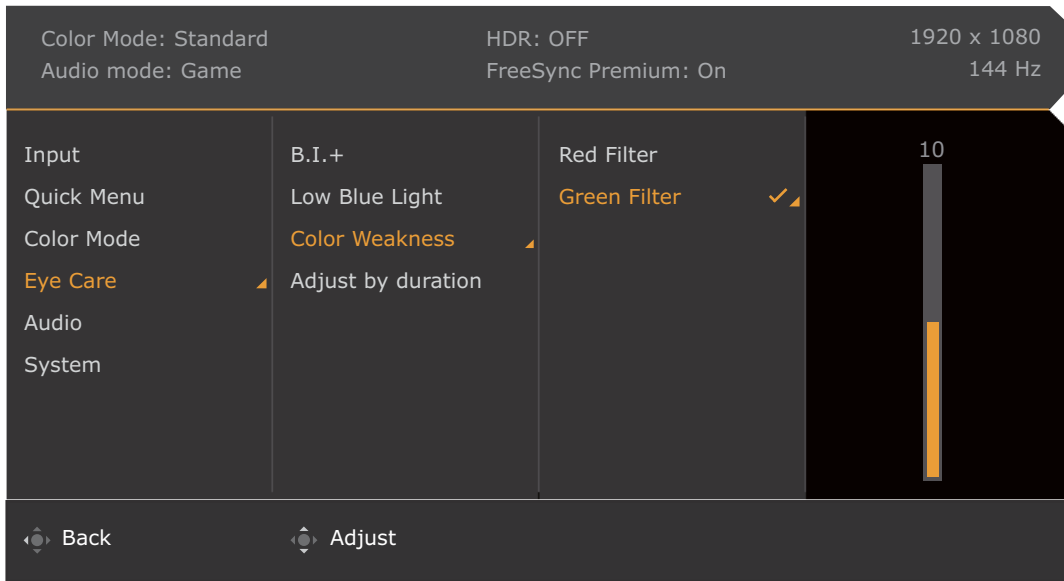 Color Mode: Standard
HDR: OFF
1920 x 1080
Audio mode: Game
FreeSync Premium: On
144 Hz
Input
Quick Menu
Color Mode
Eye Care
Audio
System
B.I.+
Low Blue Light
Color Weakness
Adjust by duration
Red Filter
Green Filter
10
Back
Adjust